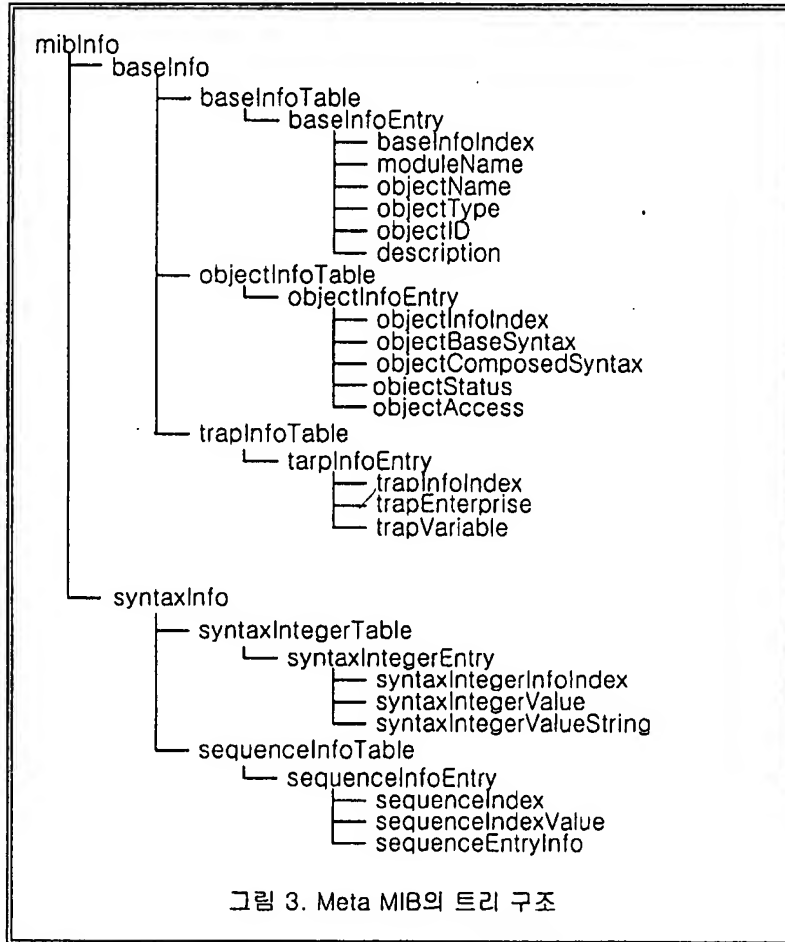 mibInfo
baseInfo
baseInfoTable
baseInfoEntry
baseInfoIndex
moduleName
objectName
objectType
objectID
description
objectInfoTable
objectInfoEntry
objectInfoIndex
objectBaseSyntax
objectComposedSyntax
objectStatus
objectAccess
trapInfoTable
tarpInfoEntry
trapInfoIndex
trapEnterprise
trapVariable
syntaxInfo
syntaxIntegerTable
syntaxIntegerEntry
syntaxIntegerInfoIndex
syntaxIntegerValue
syntaxIntegerValueString
sequenceInfoTable
sequenceInfoEntry
sequenceIndex
sequenceIndexValue
sequenceEntryInfo
그림 3. Meta MIB의 트리 구조